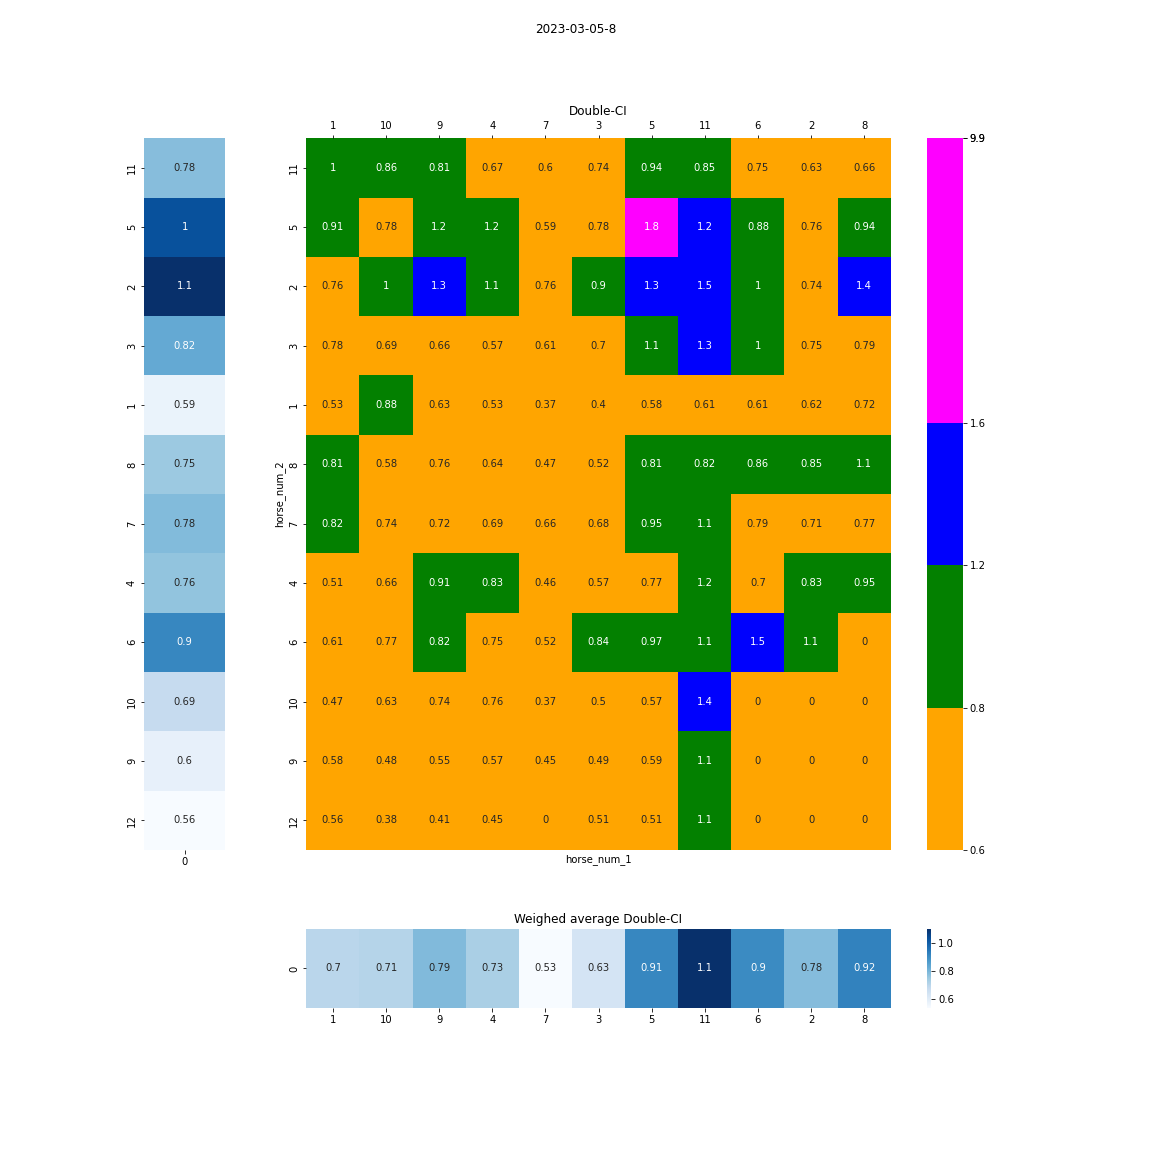 2023-03-05-8
Double-CI
1 10 9 4 7 3 5 11 6 2 8
11 0.78 11 1 0.86 0.81 0.67 0.6 0.74 0.94 0.85 0.75 0.63 0.66 9.9
5 1 5 0.91 0.78 1.2 1.2 0.59 0.78 1.8 1.2 0.88 0.76 0.94
2 1.1 2 0.76 1 1.3 1.1 0.76 0.9 1.3 1.5 1 0.74 1.4
3 0.82 3 0.78 0.69 0.66 0.57 0.61 0.7 1.1 1.3 1 0.75 0.79
1 0.59 1 0.53 0.88 0.63 0.53 0.37 0.4 0.58 0.61 0.61 0.62 0.72 1.6
8 0.75 8 0.81 0.58 0.76 0.64 0.47 0.52 0.81 0.82 0.86 0.85 1.1
horse_num_2
7 0.78 7 0.82 0.74 0.72 0.69 0.66 0.68 0.95 1.1 0.79 0.71 0.77 1.2
4 0.76 4 0.51 0.66 0.91 0.83 0.46 0.57 0.77 1.2 0.7 0.83 0.95
6 0.9 6 0.61 0.77 0.82 0.75 0.52 0.84 0.97 1.1 1.5 1.1 0
10 0.69 10 0.47 0.63 0.74 0.76 0.37 0.5 0.57 1.4 0 0 0 0.8
9 0.6 9 0.58 0.48 0.55 0.57 0.45 0.49 0.59 1.1 0 0 0
12 0.56 12 0.56 0.38 0.41 0.45 0 0.51 0.51 1.1 0 0 0 0.6
0 horse_num_1
Weighed average Double-CI
0 0.7 0.71 0.79 0.73 0.53 0.63 0.91 1.1 0.9 0.78 0.92
1.0
0.8
0.6
1 10 9 4 7 3 5 11 6 2 8